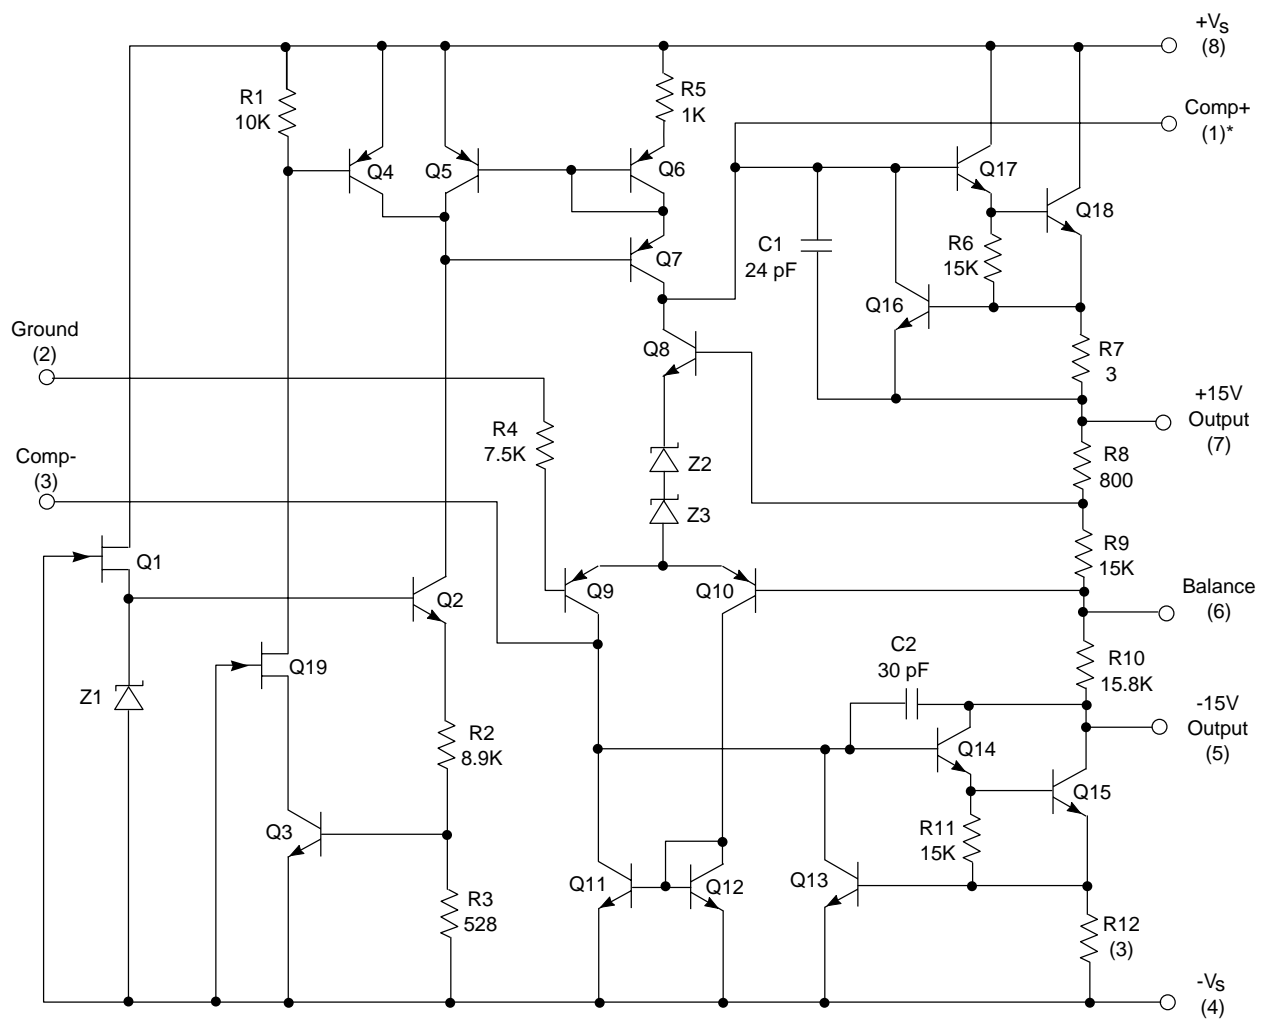 +VS
(8)
R1
10K
R5
1K
Comp+
(1)*
Q4
Q5
Q6
Q17
Q18
C1
24 pF
R6
15K
Q7
Q16
Ground
(2)
Q8
R7
3
+15V
Output
(7)
R4
7.5K
Comp-
(3)
Z2
R8
800
Z3
R9
15K
Q1
Q2
Q9
Q10
Balance
(6)
Q19
C2
30 pF
R10
15.8K
Z1
-15V
Output
(5)
R2
8.9K
Q14
Q15
Q3
R11
15K
Q11
Q12
Q13
R3
528
R12
(3)
-VS
(4)